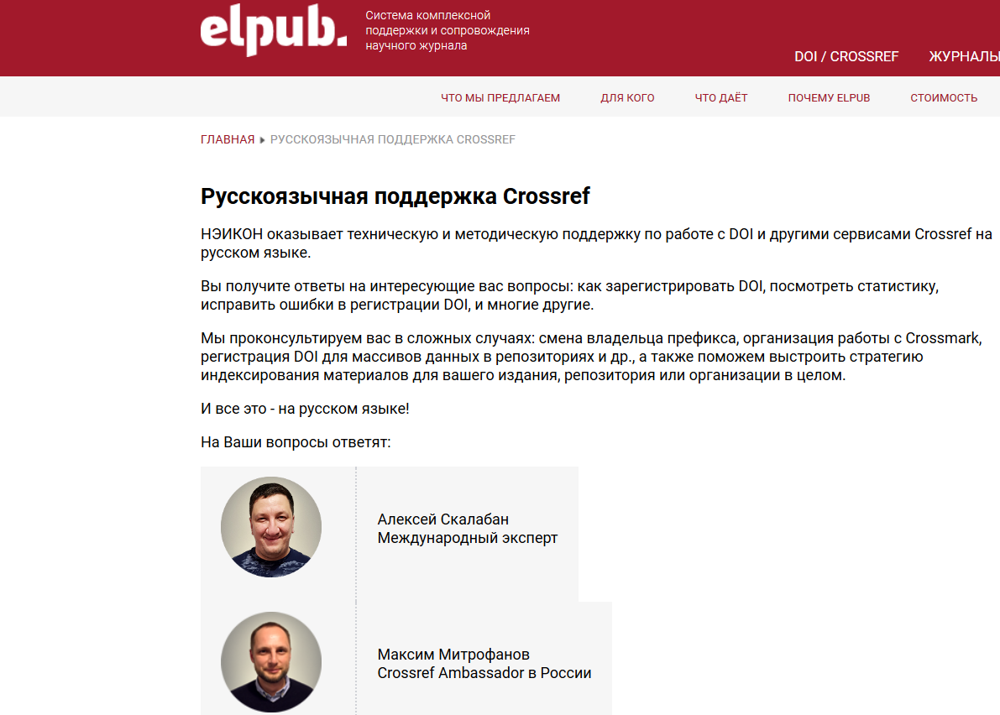 elpub.
Система комплексной
поддержки и сопровождения
научного журнала
DOI / CROSSREF ЖУРНАЛЫ
ЧТО МЫ ПРЕДЛАГАЕМ ДЛЯ КОГО ЧТО ДАЁТ ПОЧЕМУ ELPUB СТОИМОСТЬ
ГЛАВНАЯ РУССКОЯЗЫЧНАЯ ПОДДЕРЖКА CROSSREF
Русскоязычная поддержка Crossref
НЭИКОН оказывает техническую и методическую поддержку по работе с DOI и другими сервисами Crossref на
русском языке.
Вы получите ответы на интересующие вас вопросы: как зарегистрировать DOI, посмотреть статистику,
исправить ошибки в регистрации DOI, и многие другие.
Мы проконсультируем вас в сложных случаях: смена владельца префикса, организация работы с Crossmark,
регистрация DOI для массивов данных в репозиториях и др., а также поможем выстроить стратегию
индексирования материалов для вашего издания, репозитория или организации в целом.
И все это - на русском языке!
На Ваши вопросы ответят:
Алексей Скалабан
Международный эксперт
Максим Митрофанов
Crossref Ambassador в России